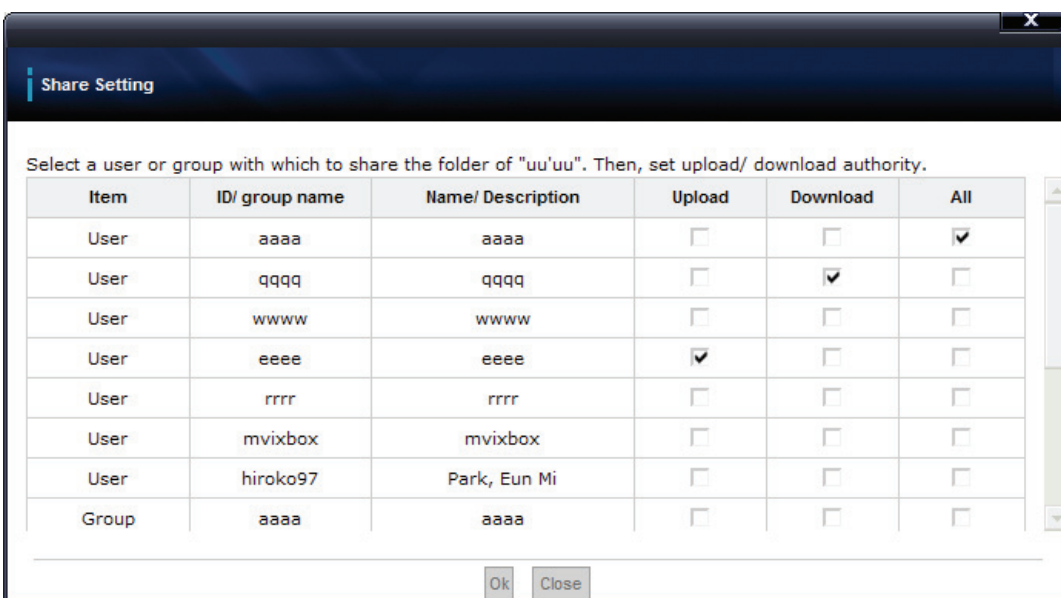 X
Share Setting
Select a user or group with which to share the folder of "uu'uu". Then, set upload/ download authority.
Item ID/ group name Name/ Description Upload Download All
User aaaa aaaa
User qqqq qqqq
User wwww wwww
User eeee eeee
User rrrr rrrr
User mvixbox mvixbox
User hiroko97 Park, Eun Mi
Group aaaa aaaa
Ok Close